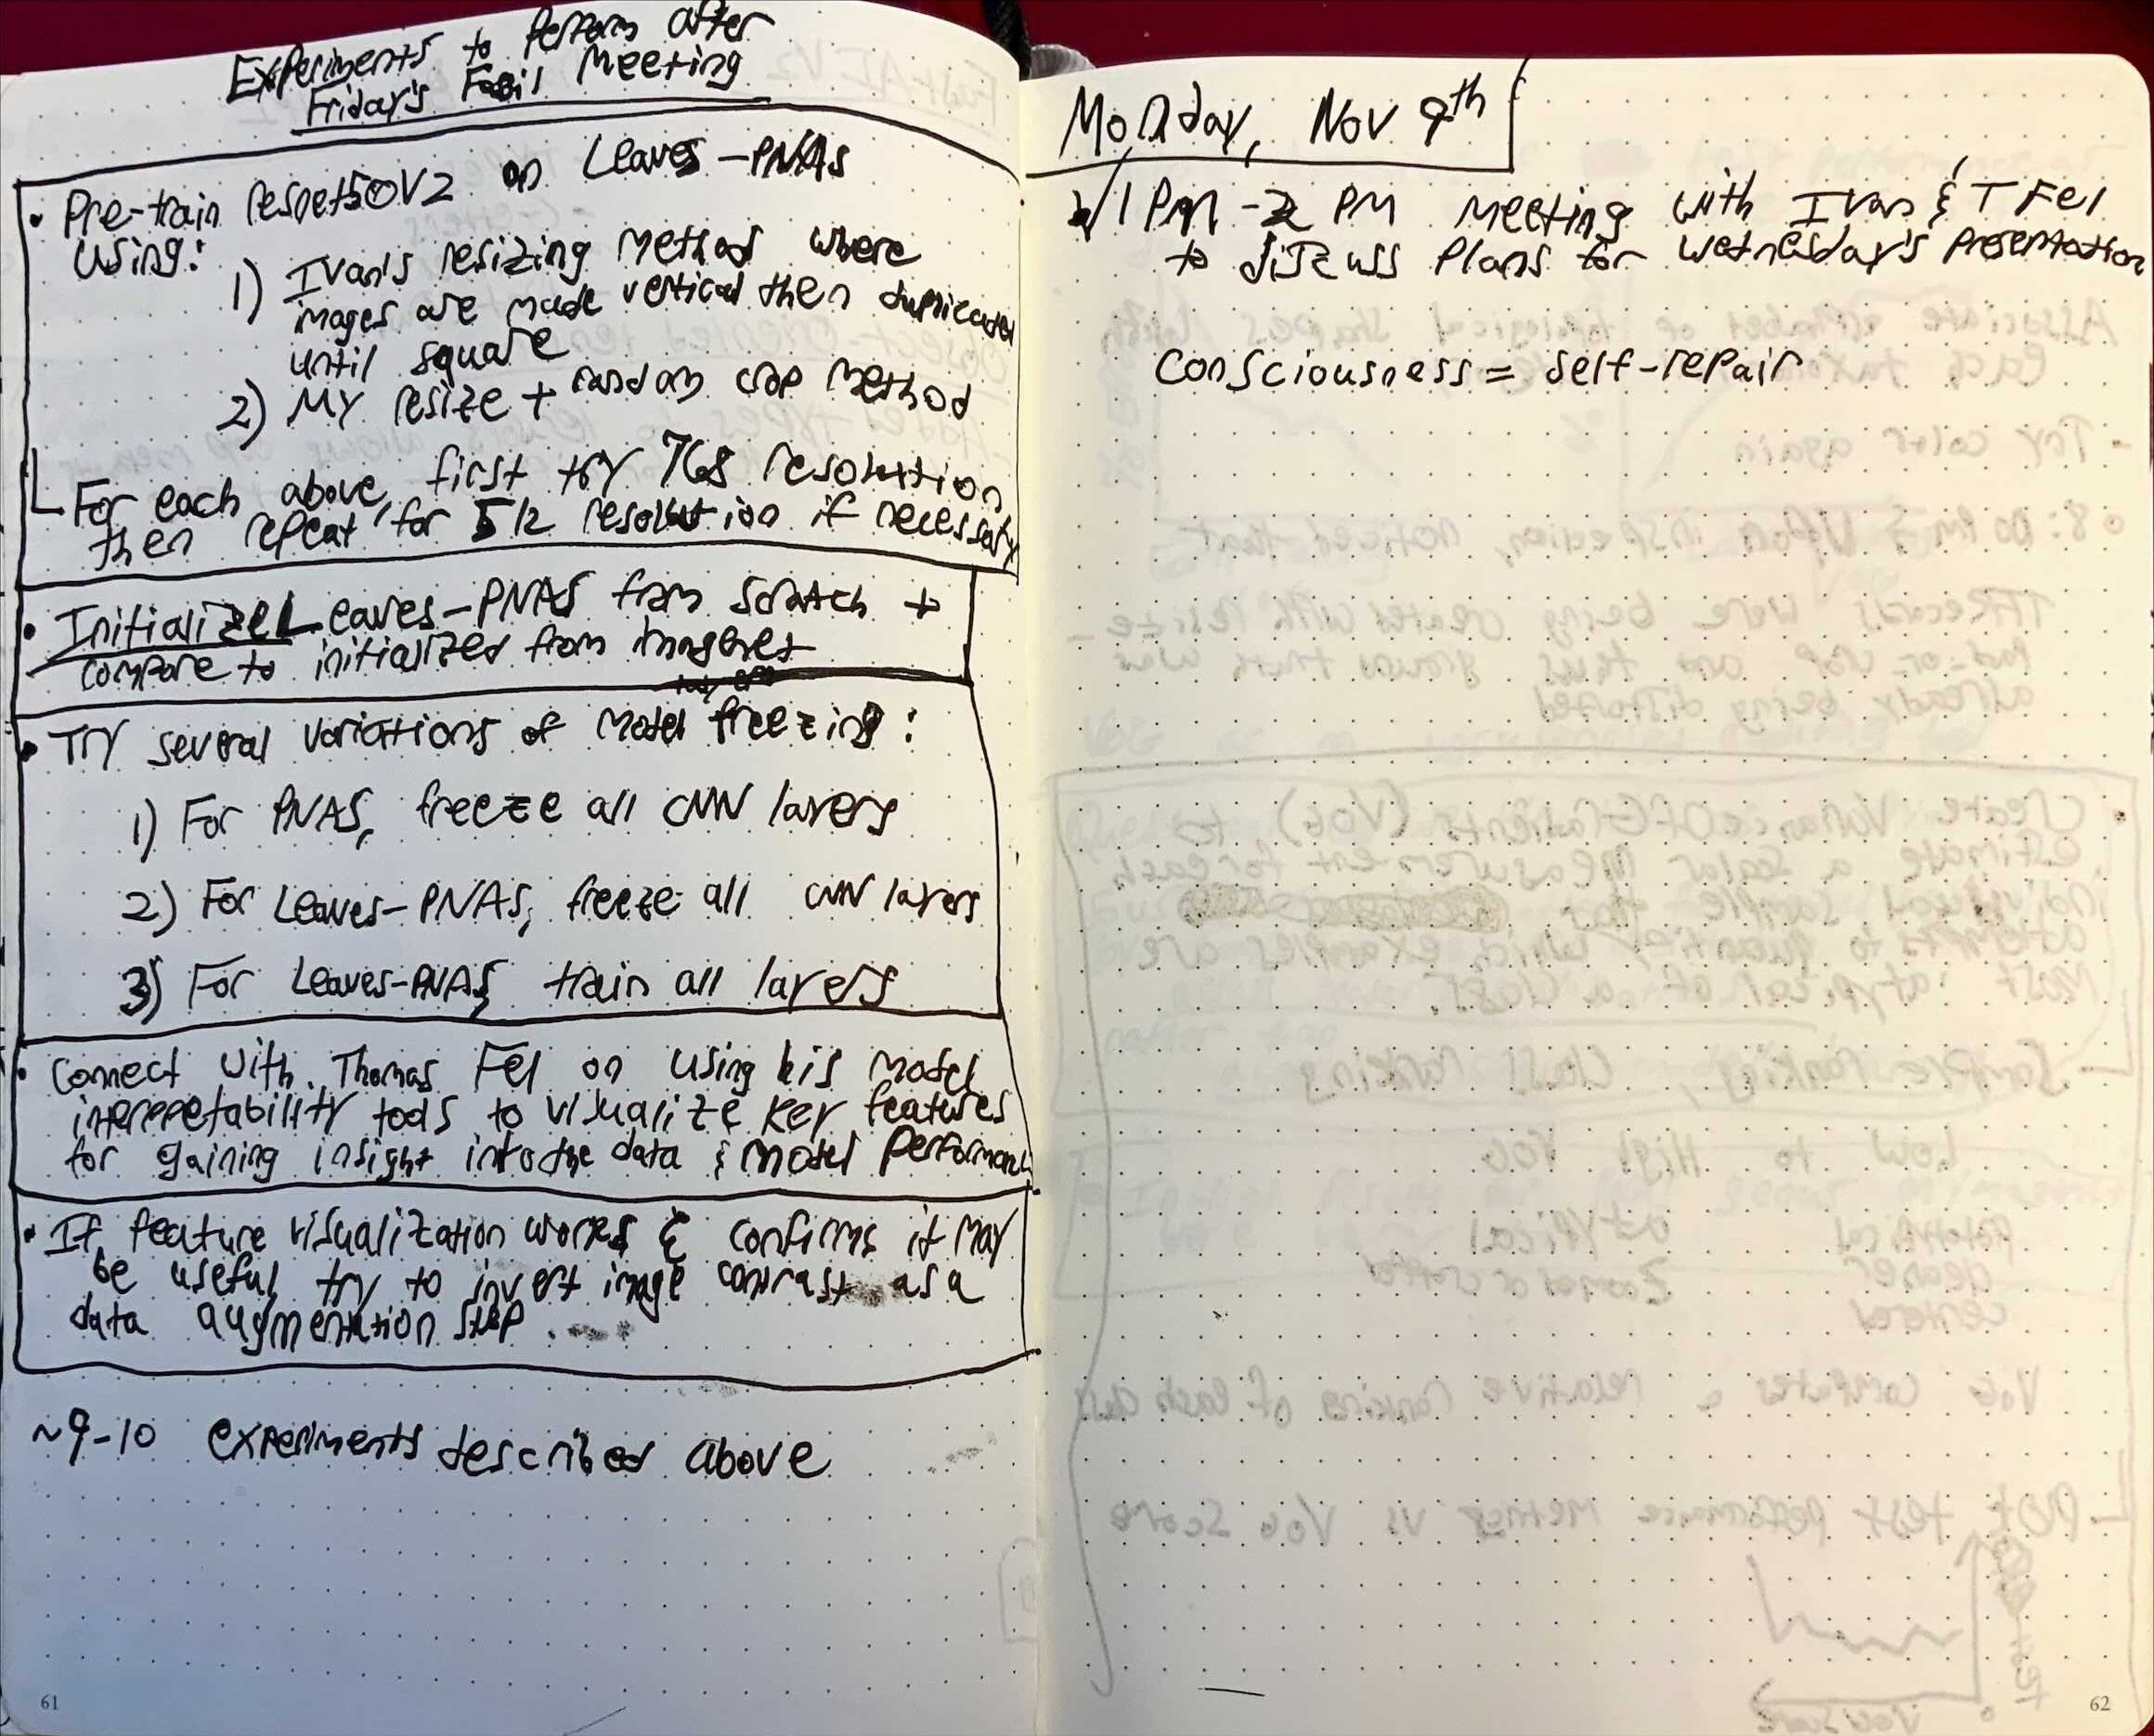 Experiments to Perform after
Friday's Fossil Meeting
• Pre-train resnet50V2 on Leaves-PNAS
using:
1) Ivan's resizing method where
images are made vertical then duplicated
until square
2) My resize + random crop method
For each above, first try 768 resolution
then repeat for 512 resolution if necessary
• Initialize Leaves-PNAS from scratch +
compare to initialized from imagenet
• Try several variations of model freezing:
1) For PNAS, freeze all CNN layers
2) For Leaves-PNAS, freeze all CNN layers
3) For Leaves-PNAS, train all layers
• Connect with Thomas Fel on using his model
interpretability tools to visualize key features
for gaining insight into the data & model performance
• If feature visualization works & confirms it may
be useful, try to invert image contrast as a
data augmentation step.
~9-10 experiments described above
61
Monday, Nov 9th
1 PM - 2 PM Meeting with Ivan & T Fel
to discuss plans for Wednesday's presentation
Consciousness = self-repair
62